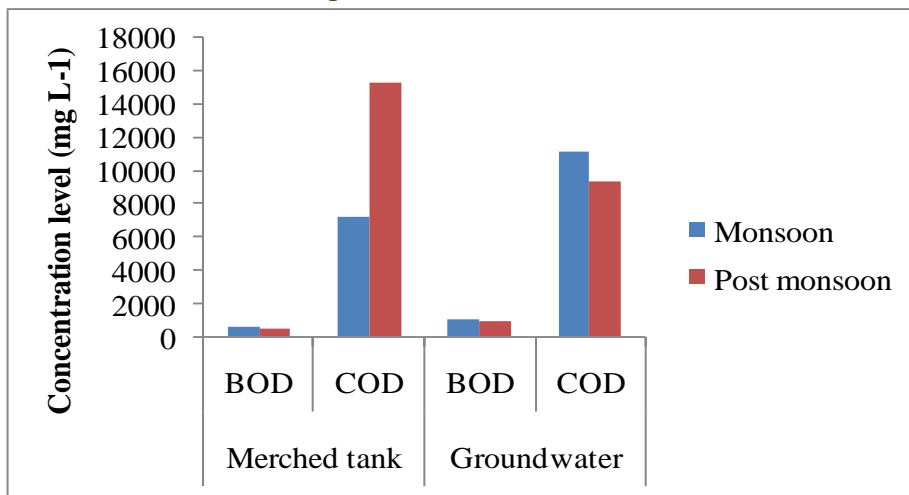 Concentration level (mg L-1)
18000
16000
14000
12000
10000
8000
6000
4000
2000
0
BOD COD BOD COD
Merched tank Groundwater
Monsoon
Post monsoon